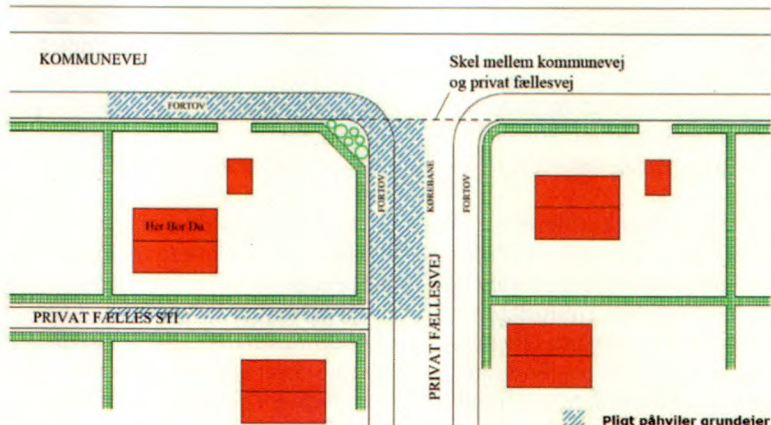 KOMMUNEVEJ
Skel mellem kommunevej
og privat fællesvej
FORTOV
FORTOV
KØREBANE
FORTOV
Her Bor Du
PRIVAT FÆLLES STI
PRIVAT FÆLLESVEJ
Pligt påhviler grundejer